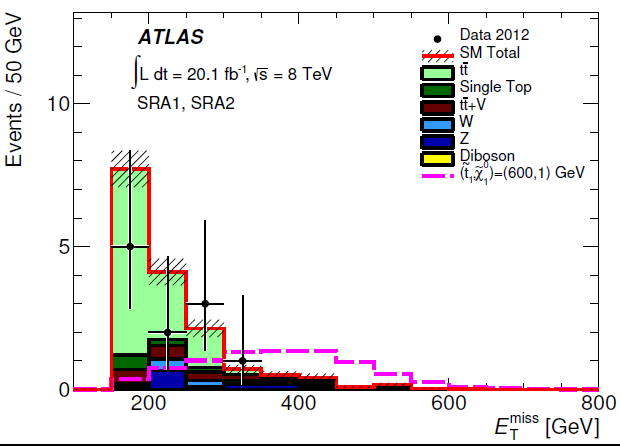 Events / 50 GeV
10
5
0
200
400
600
800
E_T^miss [GeV]
ATLAS
∫L dt = 20.1 fb⁻¹, √s = 8 TeV
SRA1, SRA2
Data 2012
SM Total
tt̄
Single Top
tt̄+V
W
Z
Diboson
(t̃₁,χ̃₁⁰)=(600,1) GeV